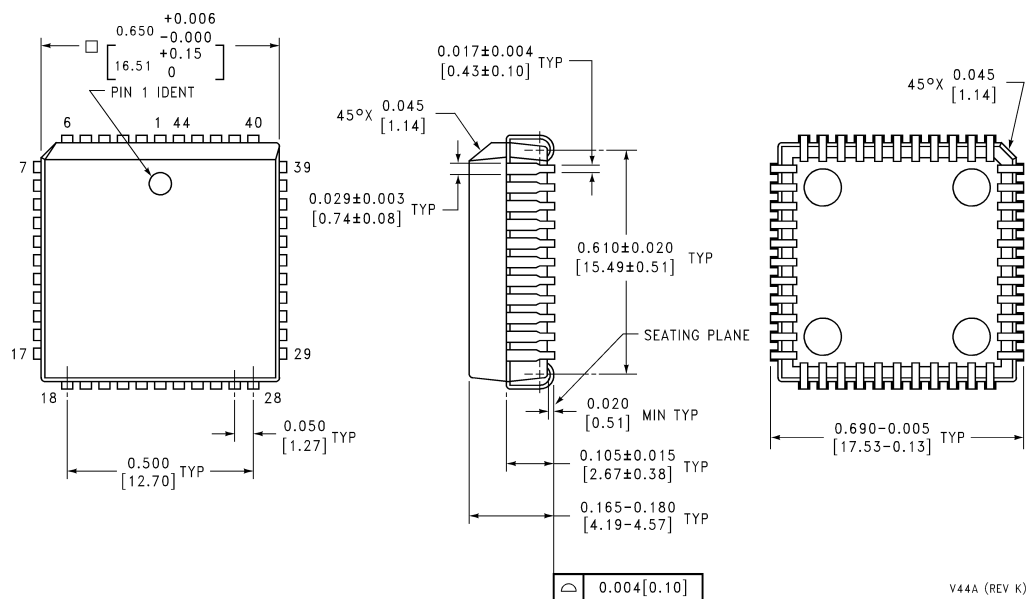 0.650 +0.006 -0.000
[16.51 +0.15 0]
PIN 1 IDENT
6 1 44 40
7 39
17 29
18 28
0.050 [1.27] TYP
0.500 [12.70] TYP
0.017±0.004 [0.43±0.10] TYP
45°X 0.045 [1.14]
0.029±0.003 [0.74±0.08] TYP
0.610±0.020 [15.49±0.51] TYP
SEATING PLANE
0.020 [0.51] MIN TYP
0.105±0.015 [2.67±0.38] TYP
0.165-0.180 [4.19-4.57] TYP
0.004[0.10]
45°X 0.045 [1.14]
0.690-0.005 [17.53-0.13] TYP
V44A (REV K)